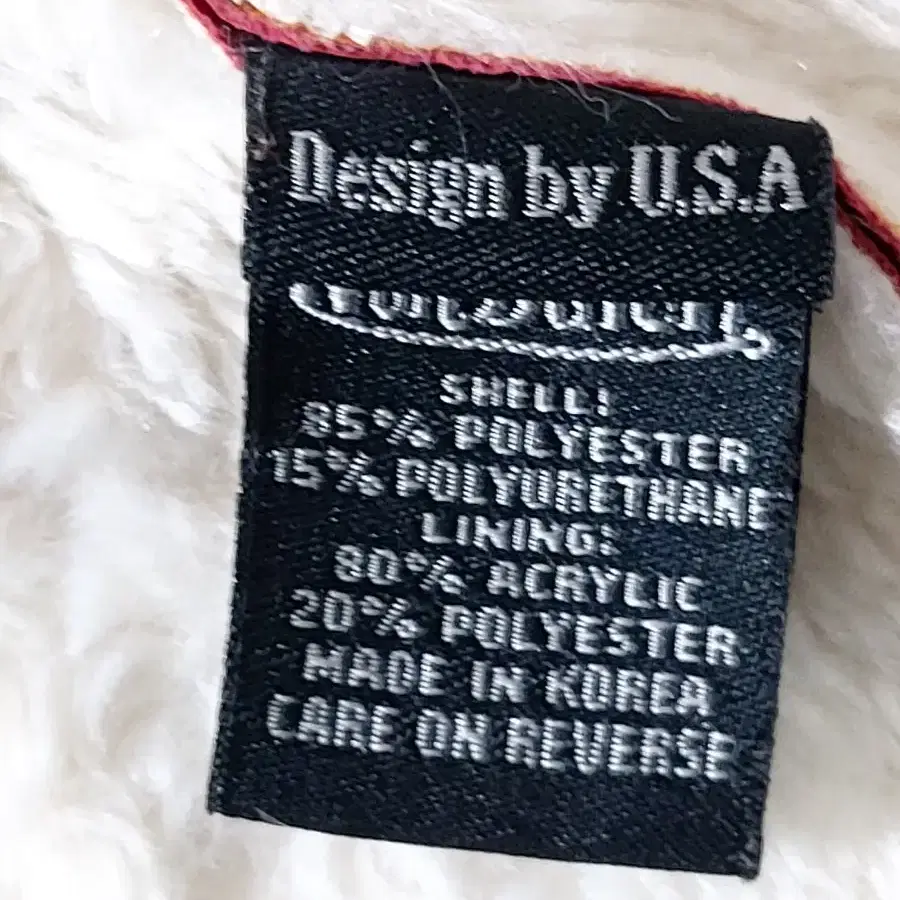 Design by U.S.A
SHELL:
85% POLYESTER
15% POLYURETHANE
LINING:
80% ACRYLIC
20% POLYESTER
MADE IN KOREA
CARE ON REVERSE